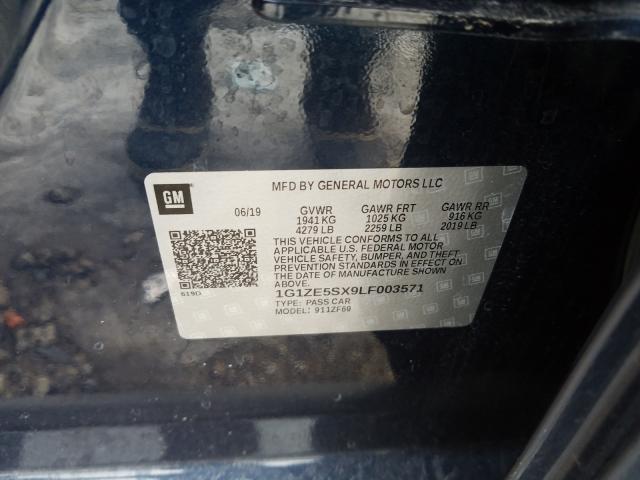 GM
MFD BY GENERAL MOTORS LLC
06/19 GVWR GAWR FRT GAWR RR
1941 KG 1025 KG 916 KG
4279 LB 2259 LB 2019 LB
THIS VEHICLE CONFORMS TO ALL
APPLICABLE U.S. FEDERAL MOTOR
VEHICLE SAFETY, BUMPER, AND THEFT
PREVENTION STANDARDS IN EFFECT ON
THE DATE OF MANUFACTURE SHOWN
ABOVE.
619D
1G1ZE5SX9LF003571
TYPE: PASS CAR
MODEL: 911ZF69